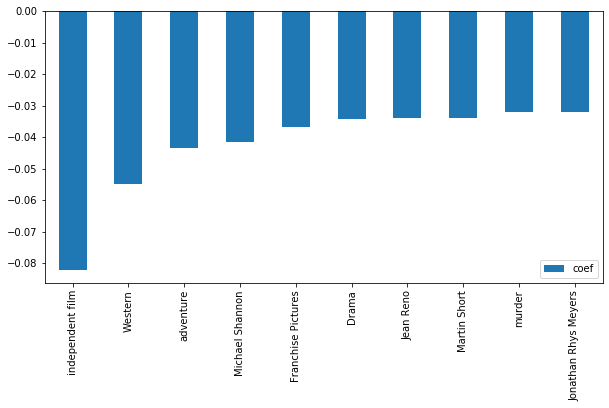 0.00
−0.01
−0.02
−0.03
−0.04
−0.05
−0.06
−0.07
−0.08
coef
independent film
Western
adventure
Michael Shannon
Franchise Pictures
Drama
Jean Reno
Martin Short
murder
Jonathan Rhys Meyers